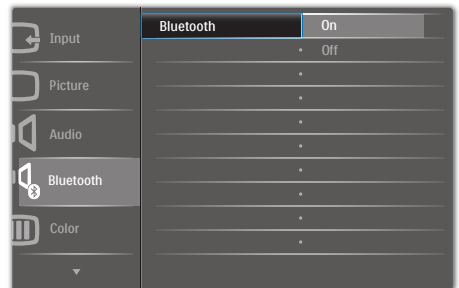 Input
Picture
Audio
Bluetooth
Color
Bluetooth On
Off